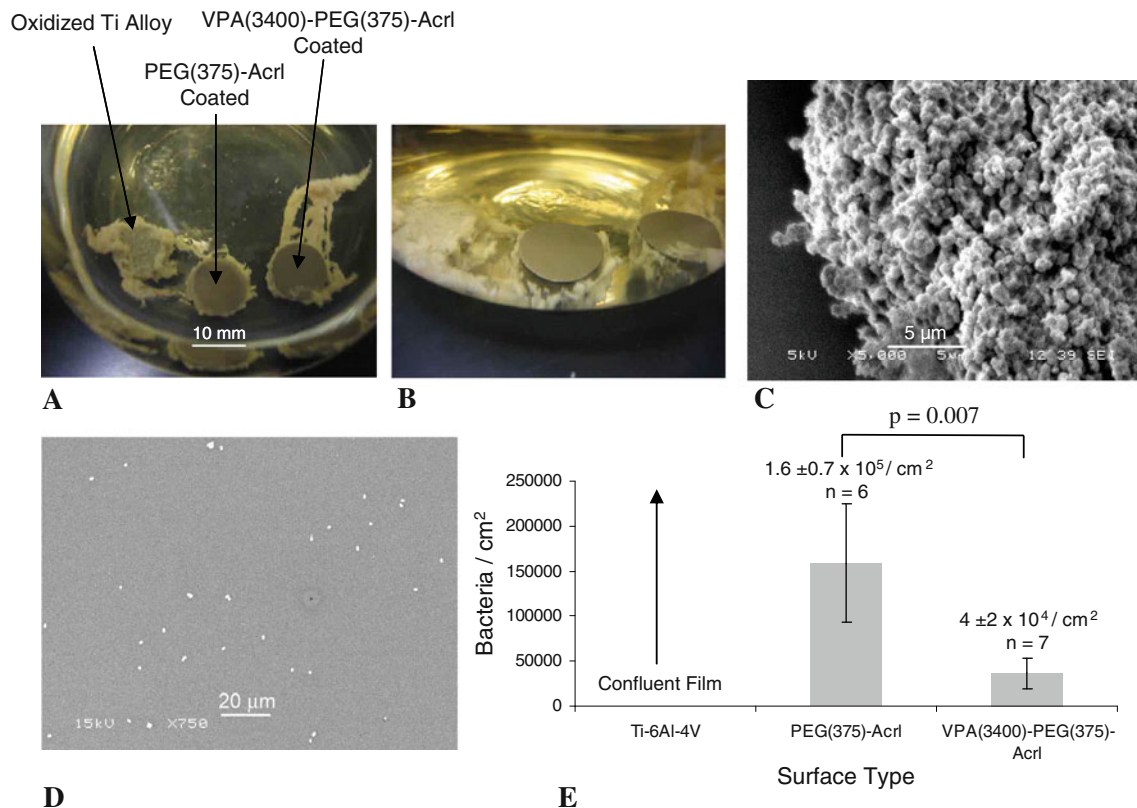 Oxidized Ti Alloy
VPA(3400)-PEG(375)-Acrl
Coated
PEG(375)-Acrl
Coated
10 mm
A
B
5 µm
5kV X5,000 5µm 12 39 SEI
C
20 µm
15kV X750
D
p = 0.007
1.6 ±0.7 x 10⁵/ cm²
n = 6
4 ±2 x 10⁴/ cm²
n = 7
Bacteria / cm²
250000
200000
150000
100000
50000
0
Confluent Film
Ti-6Al-4V
PEG(375)-Acrl
VPA(3400)-PEG(375)-
Acrl
Surface Type
E